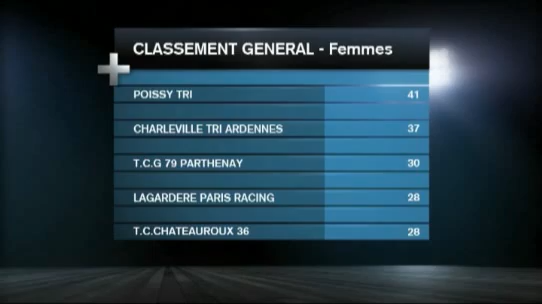 CLASSEMENT GENERAL - Femmes
POISSY TRI 41
CHARLEVILLE TRI ARDENNES 37
T.C.G 79 PARTHENAY 30
LAGARDERE PARIS RACING 28
T.C.CHATEAUROUX 36 28